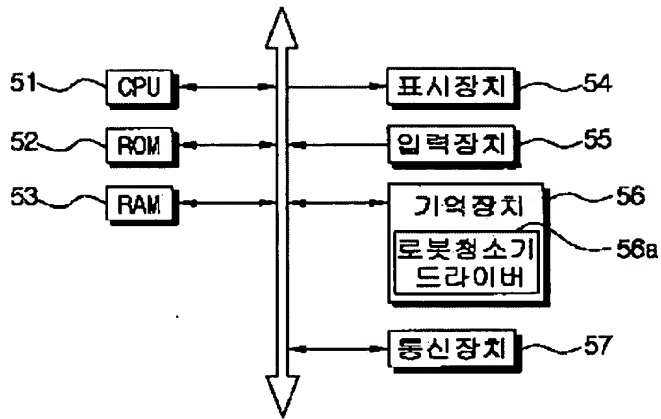 51 CPU 표시장치 54
52 ROM 입력장치 55
53 RAM 기억장치 56
로봇청소기 56a
드라이버
통신장치 57